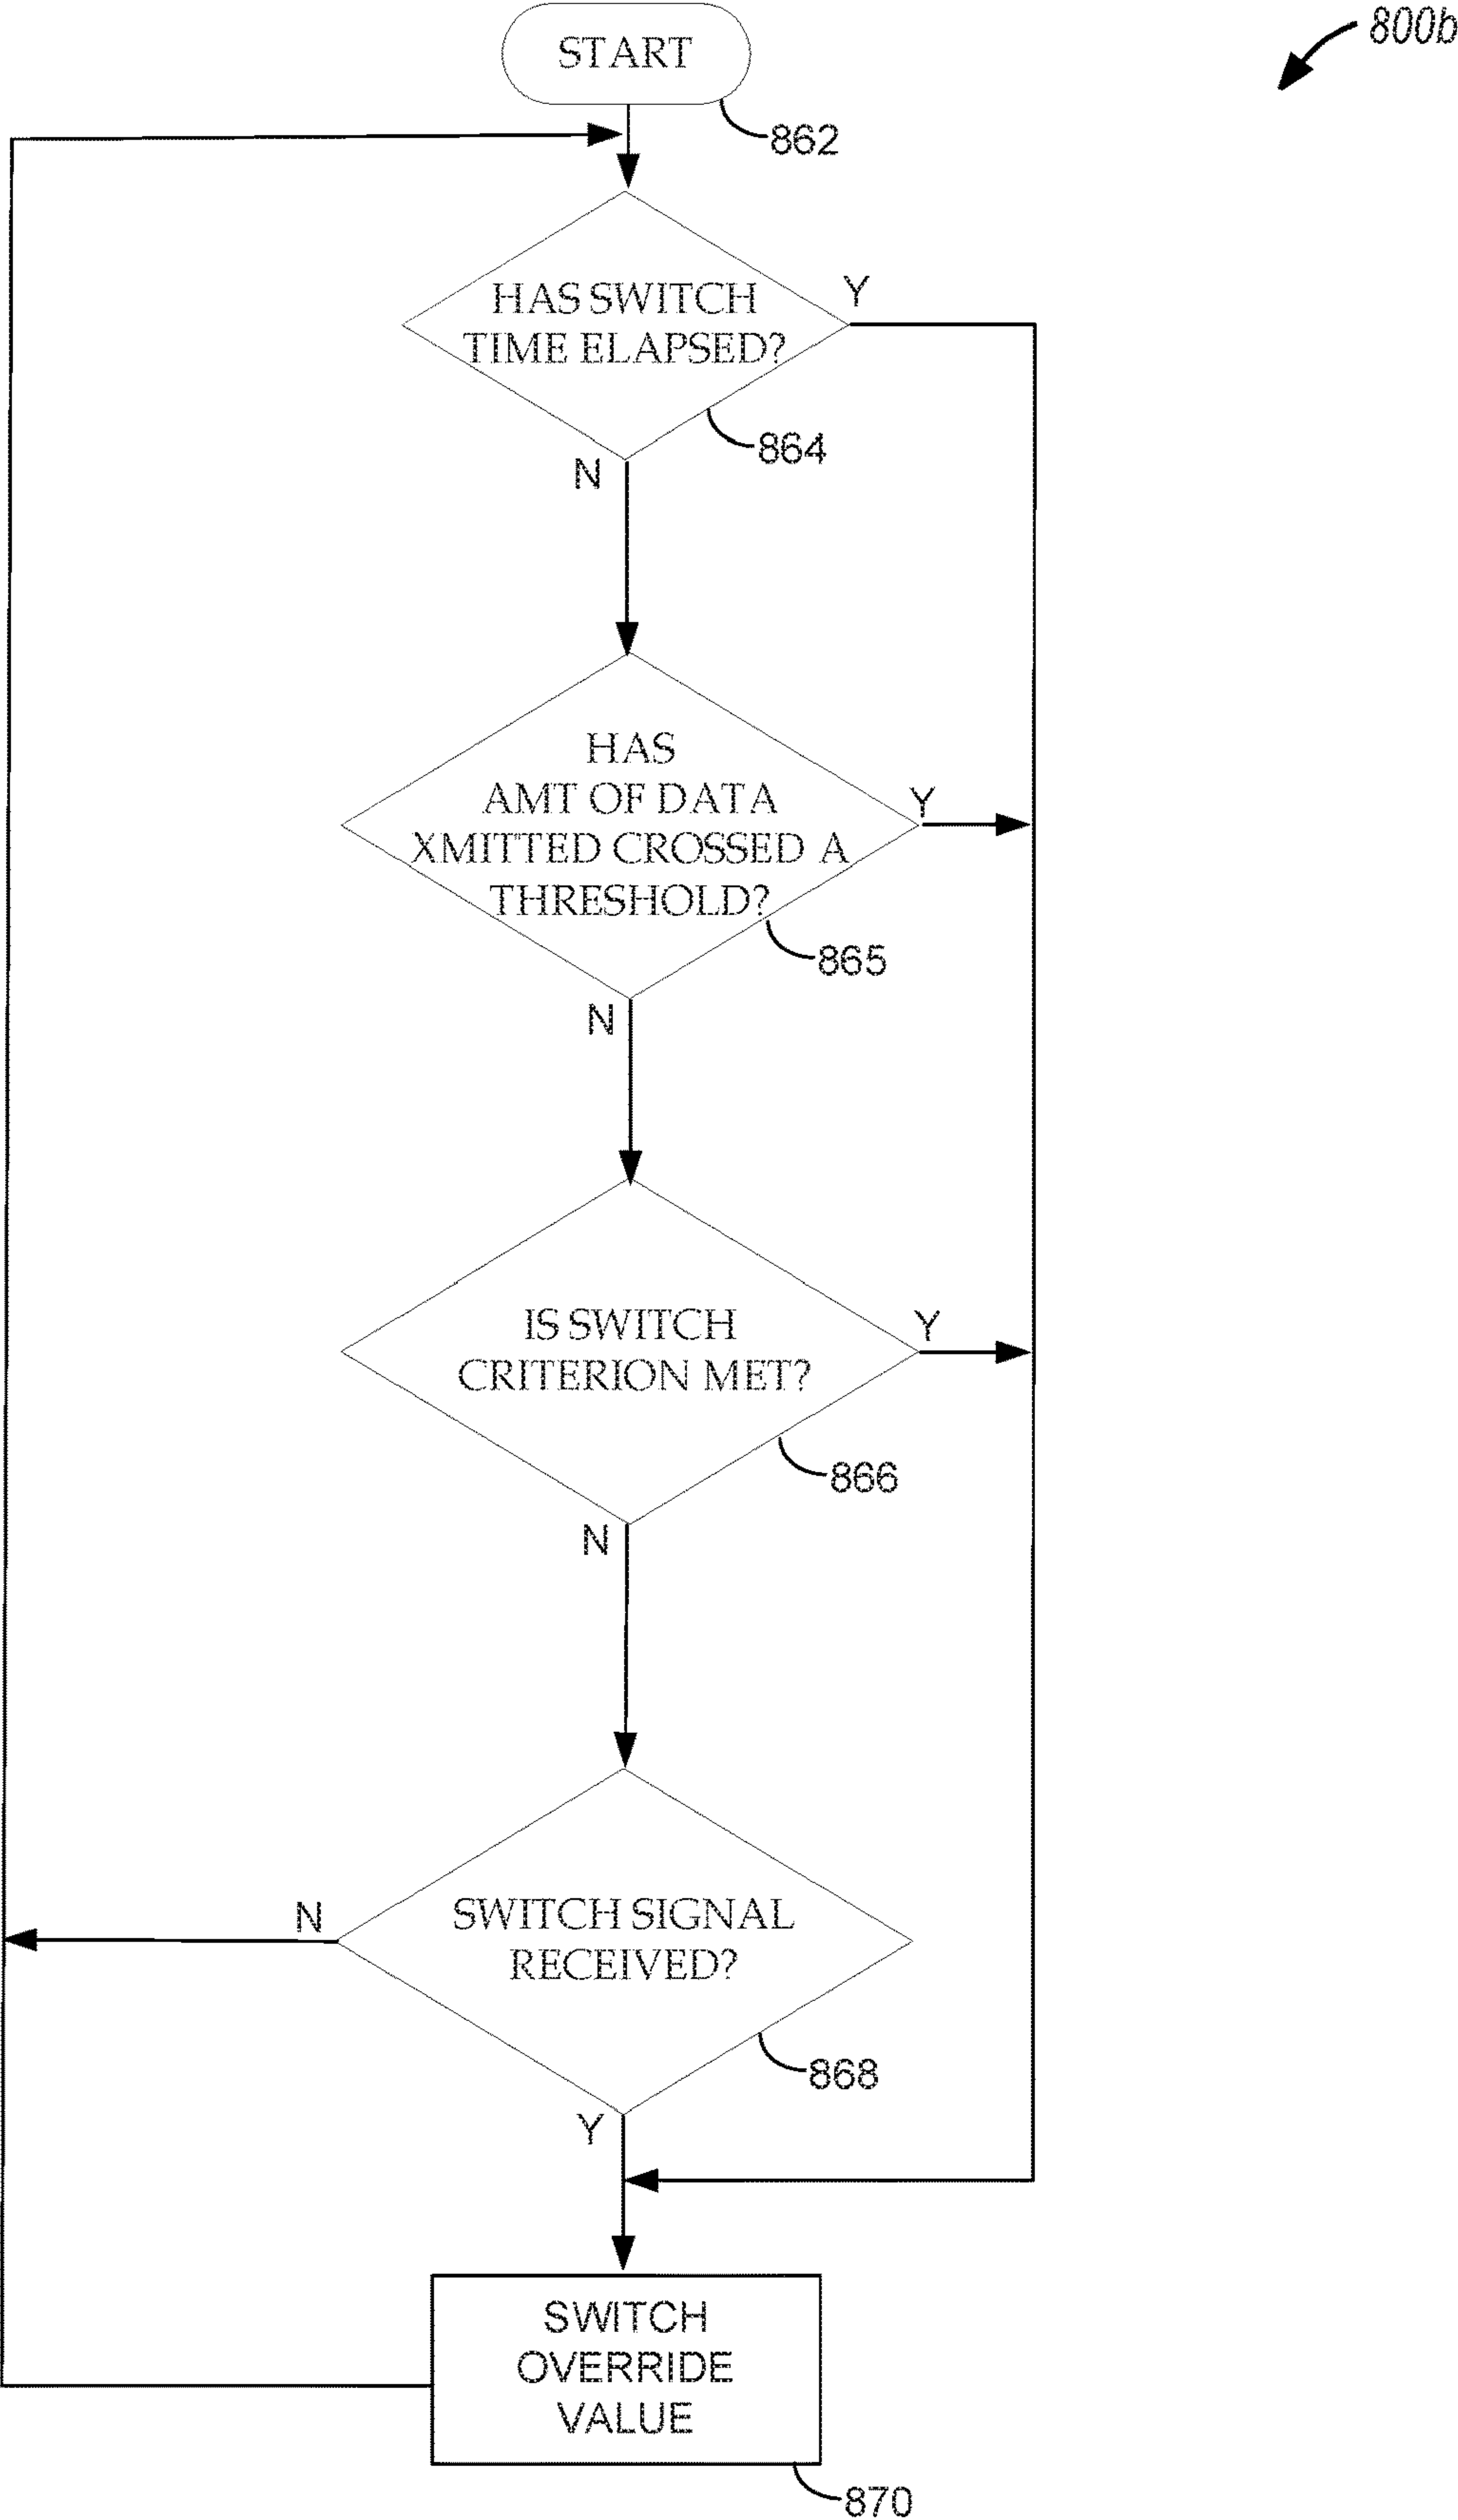 800b
START
862
HAS SWITCH
TIME ELAPSED?
Y
864
N
HAS
AMT OF DATA
XMITTED CROSSED A
THRESHOLD?
Y
865
N
IS SWITCH
CRITERION MET?
Y
866
N
SWITCH SIGNAL
RECEIVED?
N
868
Y
SWITCH
OVERRIDE
VALUE
870